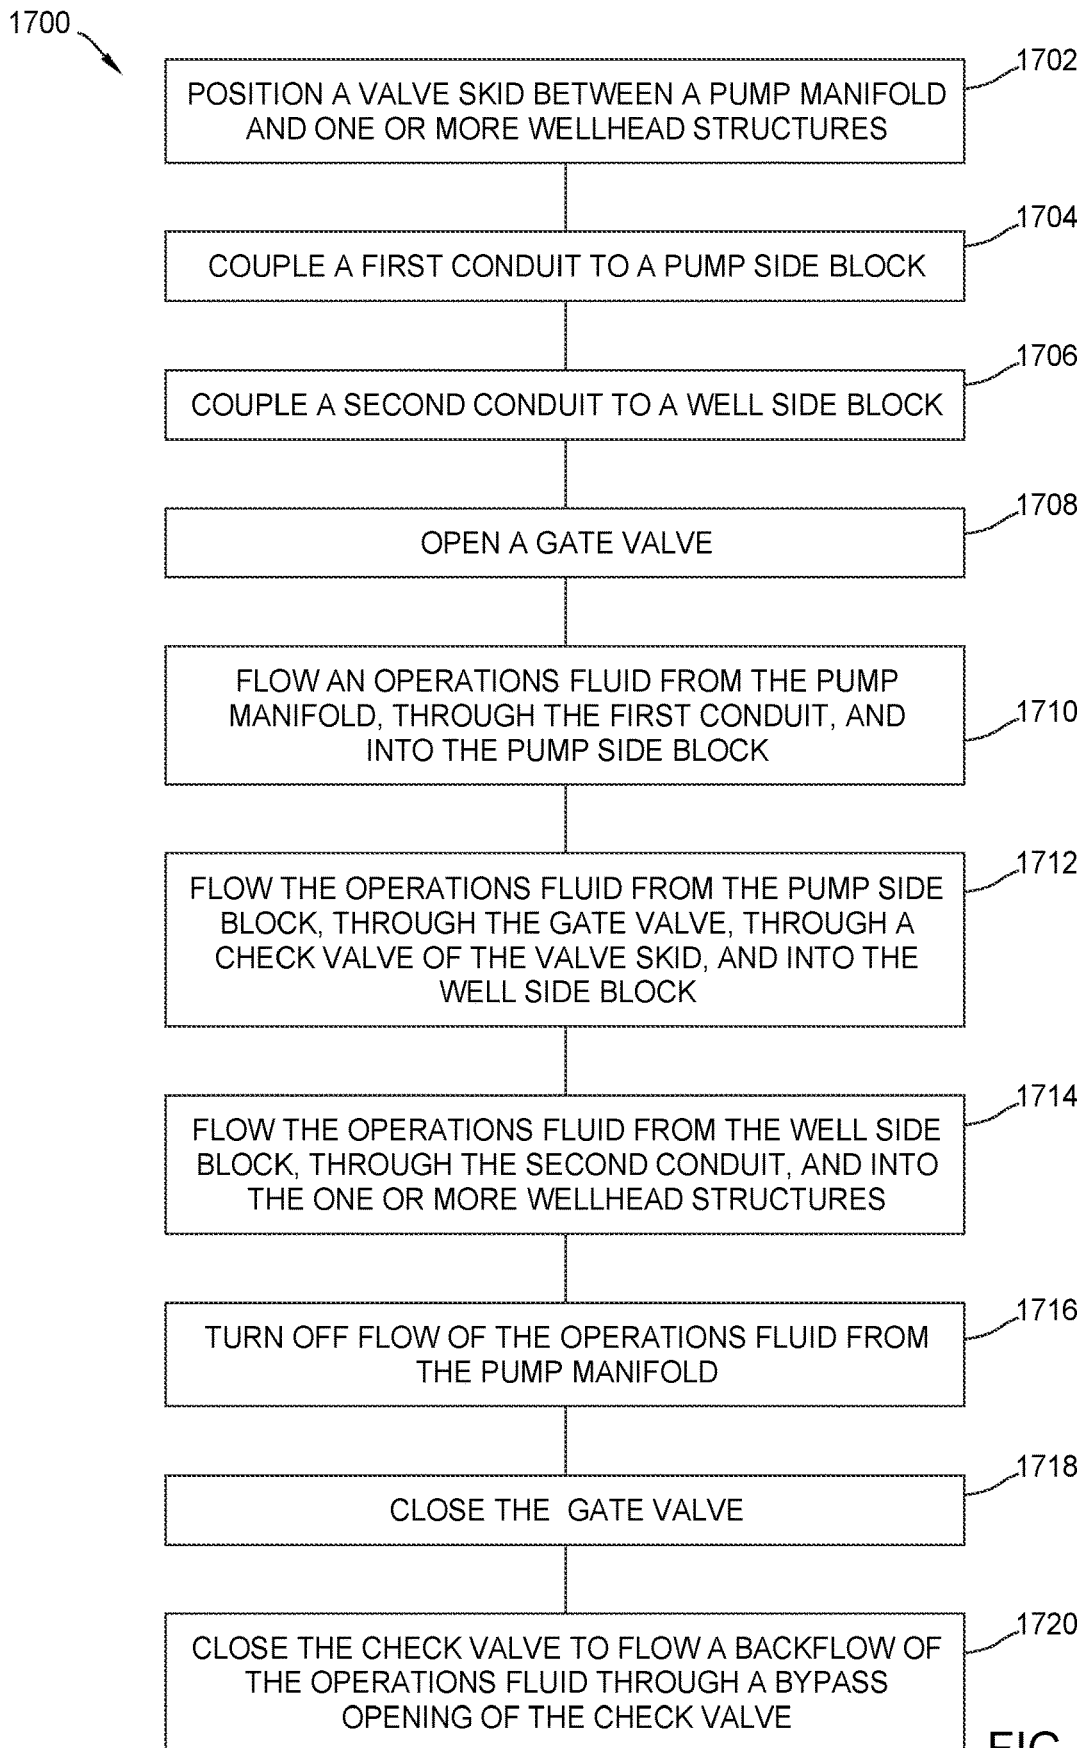 1700
1702
POSITION A VALVE SKID BETWEEN A PUMP MANIFOLD
AND ONE OR MORE WELLHEAD STRUCTURES
1704
COUPLE A FIRST CONDUIT TO A PUMP SIDE BLOCK
1706
COUPLE A SECOND CONDUIT TO A WELL SIDE BLOCK
1708
OPEN A GATE VALVE
FLOW AN OPERATIONS FLUID FROM THE PUMP
MANIFOLD, THROUGH THE FIRST CONDUIT, AND
INTO THE PUMP SIDE BLOCK
1710
1712
FLOW THE OPERATIONS FLUID FROM THE PUMP SIDE
BLOCK, THROUGH THE GATE VALVE, THROUGH A
CHECK VALVE OF THE VALVE SKID, AND INTO THE
WELL SIDE BLOCK
1714
FLOW THE OPERATIONS FLUID FROM THE WELL SIDE
BLOCK, THROUGH THE SECOND CONDUIT, AND INTO
THE ONE OR MORE WELLHEAD STRUCTURES
1716
TURN OFF FLOW OF THE OPERATIONS FLUID FROM
THE PUMP MANIFOLD
1718
CLOSE THE GATE VALVE
1720
CLOSE THE CHECK VALVE TO FLOW A BACKFLOW OF
THE OPERATIONS FLUID THROUGH A BYPASS
OPENING OF THE CHECK VALVE
FIG